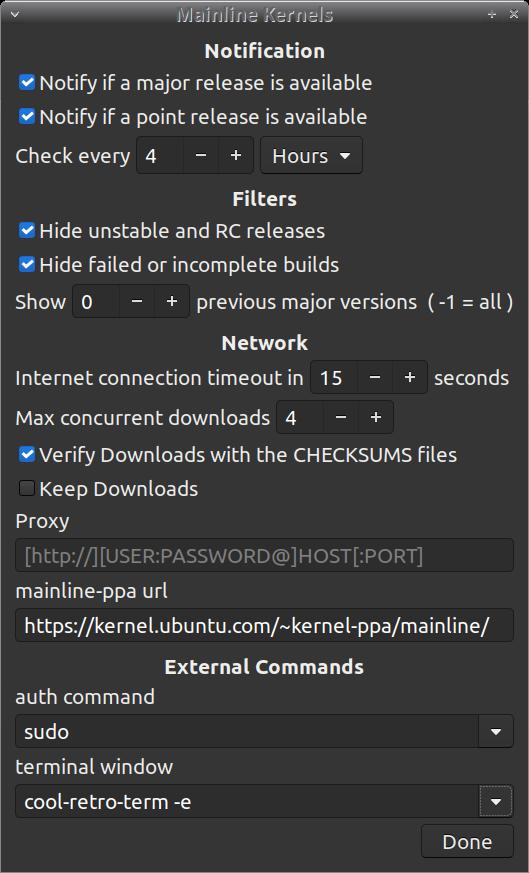 Mainline Kernels
Notification
Notify if a major release is available
Notify if a point release is available
Check every 4 Hours
Filters
Hide unstable and RC releases
Hide failed or incomplete builds
Show 0 previous major versions ( -1 = all )
Network
Internet connection timeout in 15 seconds
Max concurrent downloads 4
Verify Downloads with the CHECKSUMS files
Keep Downloads
Proxy
[http://][USER:PASSWORD@]HOST[:PORT]
mainline-ppa url
https://kernel.ubuntu.com/~kernel-ppa/mainline/
External Commands
auth command
sudo
terminal window
cool-retro-term -e
Done